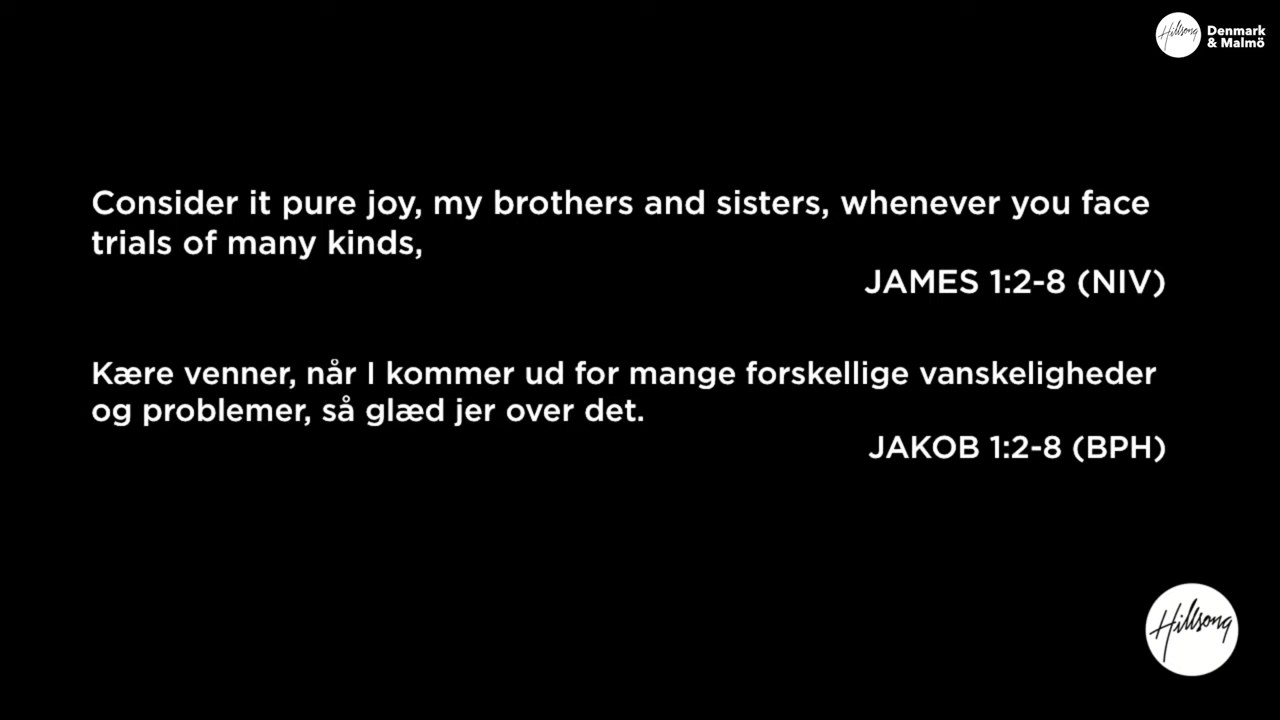 Hillsong
Denmark
& Malmö
Consider it pure joy, my brothers and sisters, whenever you face
trials of many kinds,
JAMES 1:2-8 (NIV)
Kære venner, når I kommer ud for mange forskellige vanskeligheder
og problemer, så glæd jer over det.
JAKOB 1:2-8 (BPH)
Hillsong